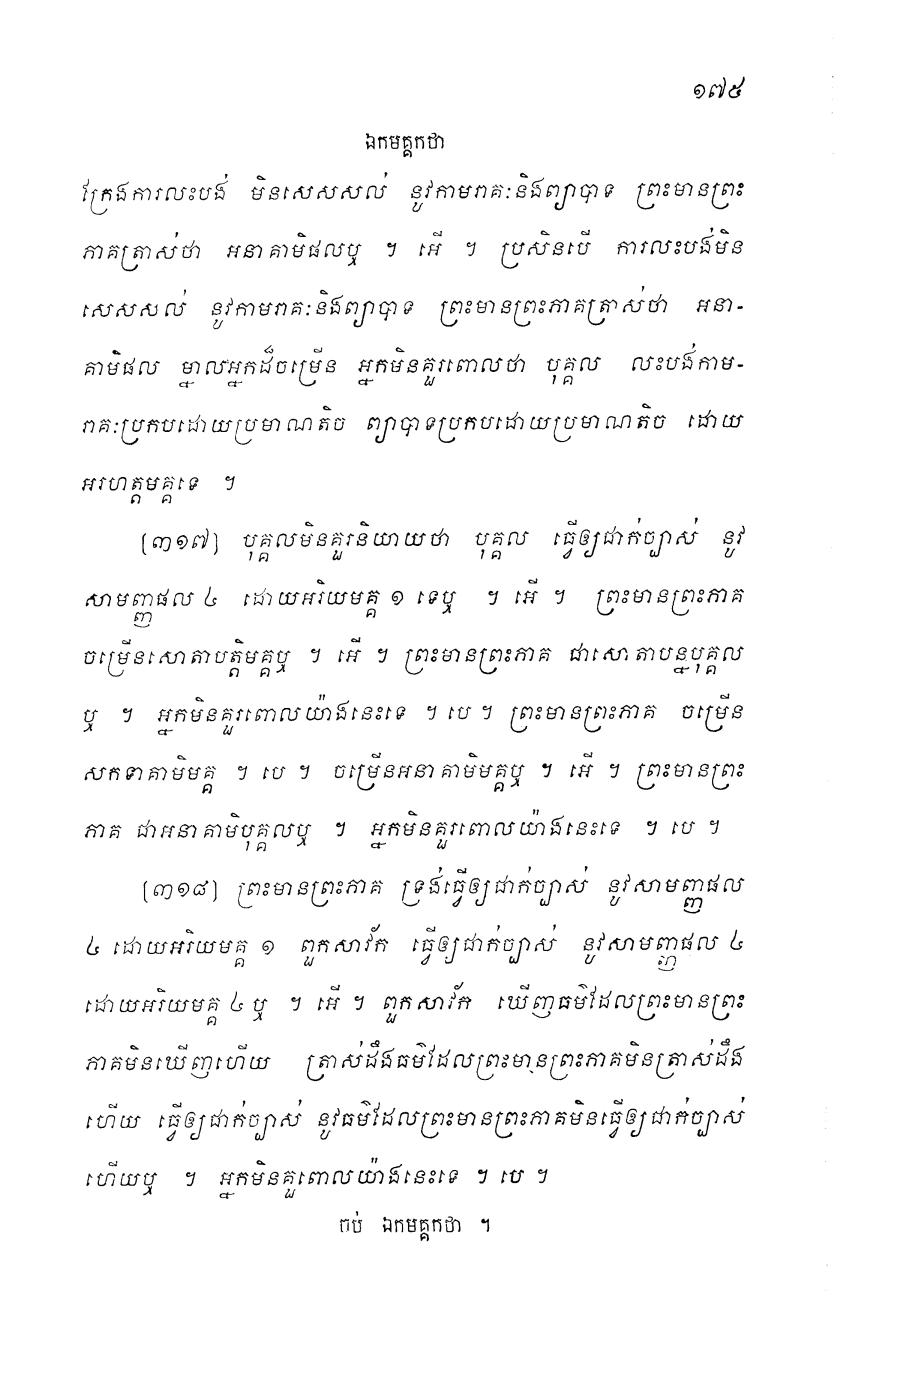 ១៧៥
ឯកមគ្គកថា
ក្រែងការលះបង់ មិនសេសសល់ នូវកាមរាគៈនិងព្យាបាទ ព្រះមានព្រះ
ភាគត្រាស់ថា អនាគាមិផលឬ ។ អើ ។ ប្រសិនបើ ការលះបង់មិន
សេសសល់ នូវកាមរាគៈនិងព្យាបាទ ព្រះមានព្រះភាគត្រាស់ថា អនា-
គាមិផល ម្នាលអ្នកដ៏ចម្រើន អ្នកមិនគួរពោលថា បុគ្គល លះបង់កាម-
រាគៈប្រកបដោយប្រមាណតិច ព្យាបាទប្រកបដោយប្រមាណតិច ដោយ
អរហត្តមគ្គទេ ។
[៣១៧] បុគ្គលមិនគួរនិយាយថា បុគ្គល ធ្វើឲ្យជាក់ច្បាស់ នូវ
សាមញ្ញផល ៤ ដោយអរិយមគ្គ ១ ទេឬ ។ អើ ។ ព្រះមានព្រះភាគ
ចម្រើនសោតាបត្តិមគ្គឬ ។ អើ ។ ព្រះមានព្រះភាគ ជាសោតាបន្នបុគ្គល
ឬ ។ អ្នកមិនគួរពោលយ៉ាងនេះទេ ។ បេ ។ ព្រះមានព្រះភាគ ចម្រើន
សកទាគាមិមគ្គ ។ បេ ។ ចម្រើនអនាគាមិមគ្គឬ ។ អើ ។ ព្រះមានព្រះ
ភាគ ជាអនាគាមិបុគ្គលឬ ។ អ្នកមិនគួរពោលយ៉ាងនេះទេ ។ បេ ។
[៣១៨] ព្រះមានព្រះភាគ ទ្រង់ធ្វើឲ្យជាក់ច្បាស់ នូវសាមញ្ញផល
៤ ដោយអរិយមគ្គ ១ ពួកសាវ័ក ធ្វើឲ្យជាក់ច្បាស់ នូវសាមញ្ញផល ៤
ដោយអរិយមគ្គ ៤ ឬ ។ អើ ។ ពួកសាវ័ក ឃើញធម៌ដែលព្រះមានព្រះ
ភាគមិនឃើញហើយ ត្រាស់ដឹងធម៌ដែលព្រះមានព្រះភាគមិនត្រាស់ដឹង
ហើយ ធ្វើឲ្យជាក់ច្បាស់ នូវធម៌ដែលព្រះមានព្រះភាគមិនធ្វើឲ្យជាក់ច្បាស់
ហើយឬ ។ អ្នកមិនគួពោលយ៉ាងនេះទេ ។ បេ ។
ចប់ ឯកមគ្គកថា ។